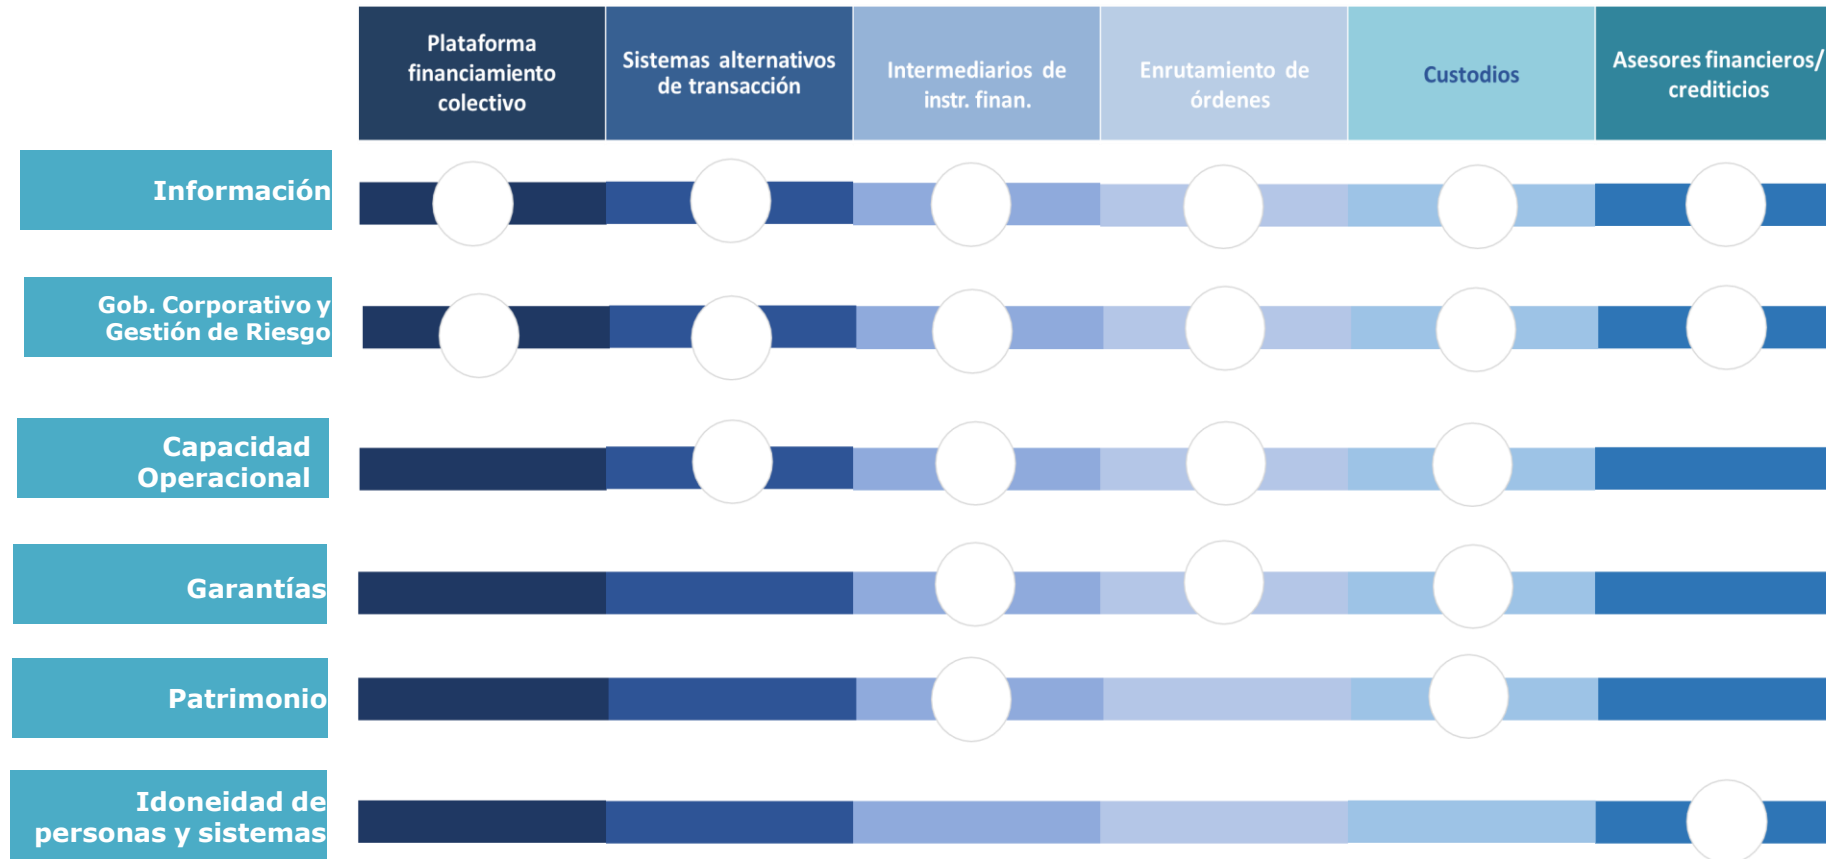 Plataforma
financiamiento
colectivo
Sistemas alternativos
de transacción
Intermediarios de
instr. finan.
Enrutamiento de
órdenes
Custodios
Asesores financieros/
crediticios
Información
Gob. Corporativo y
Gestión de Riesgo
Capacidad
Operacional
Garantías
Patrimonio
Idoneidad de
personas y sistemas